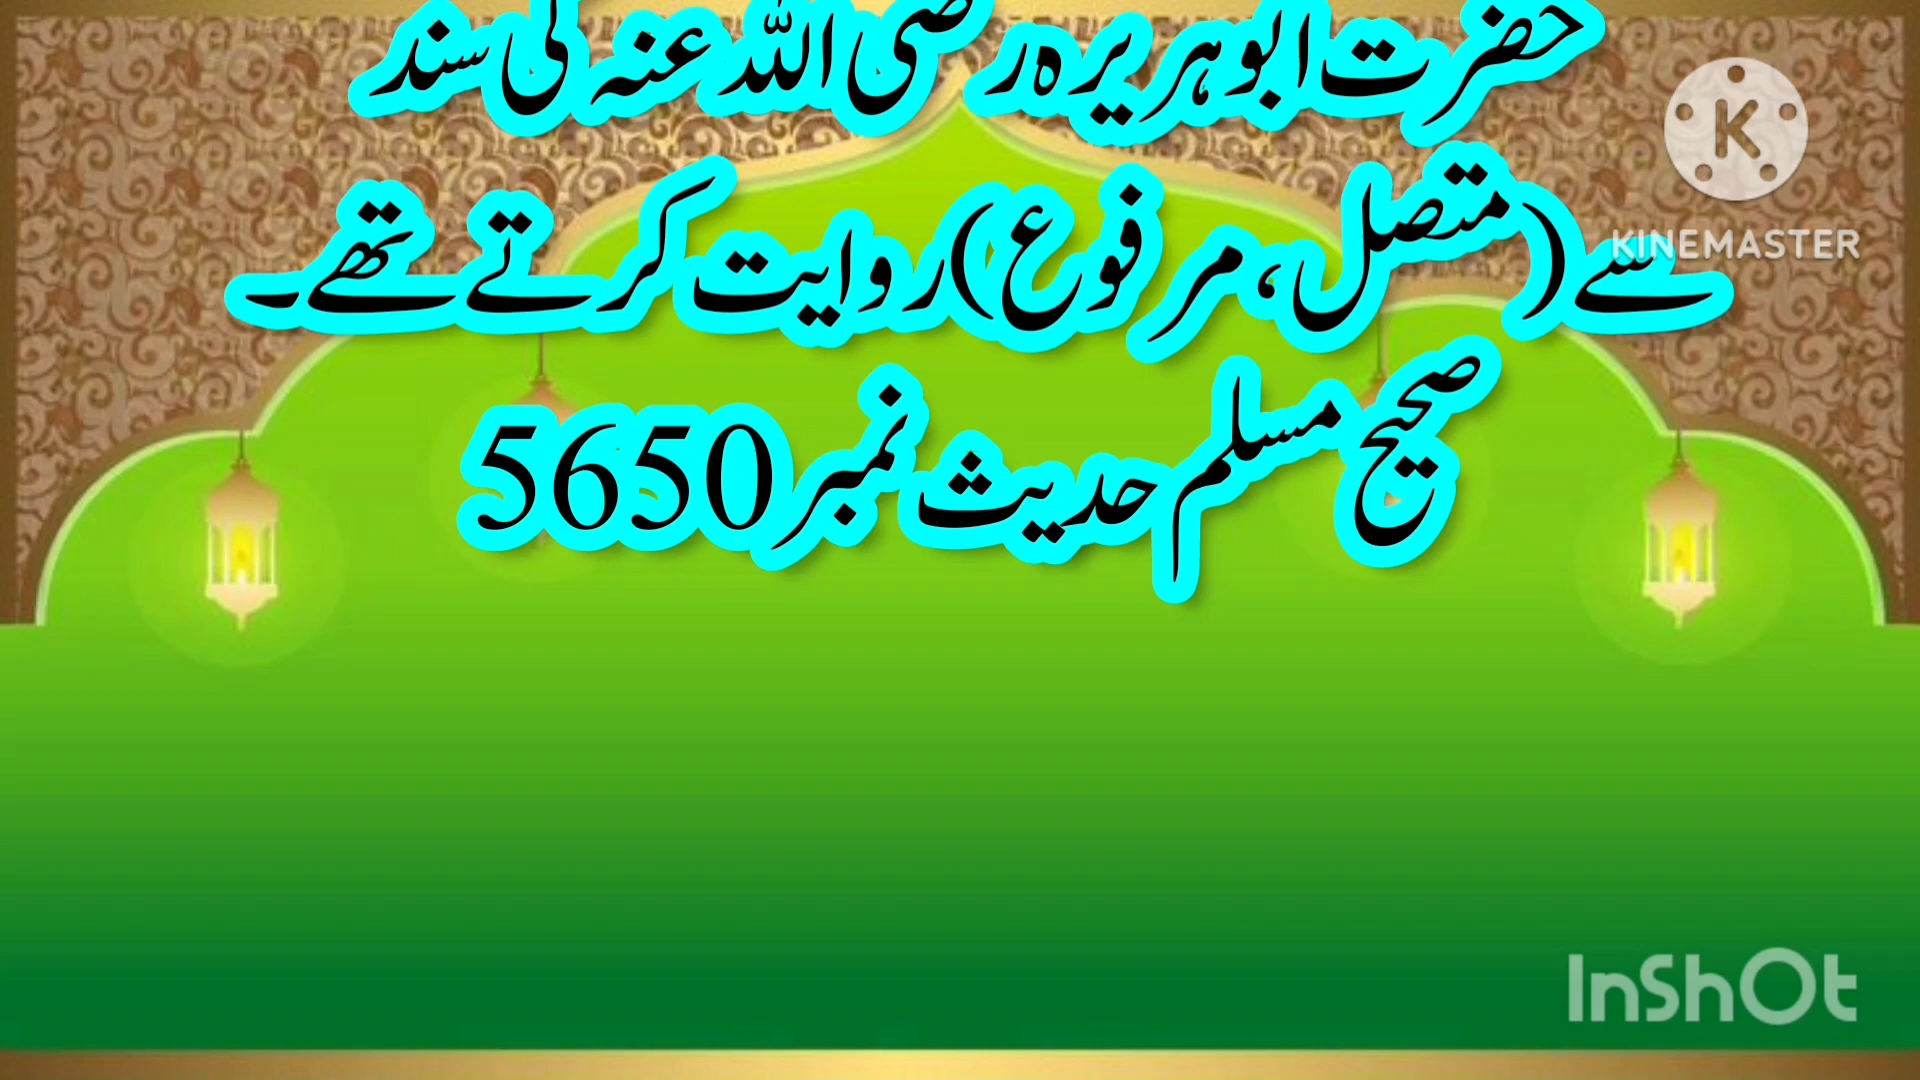 حضرت ابوہریرہ رضی اللہ عنہ کی سند
سے (متصل، مرفوع) روایت کرتے تھے۔
صحیح مسلم حدیث نمبر 5650
K
KINEMASTER
InShOt